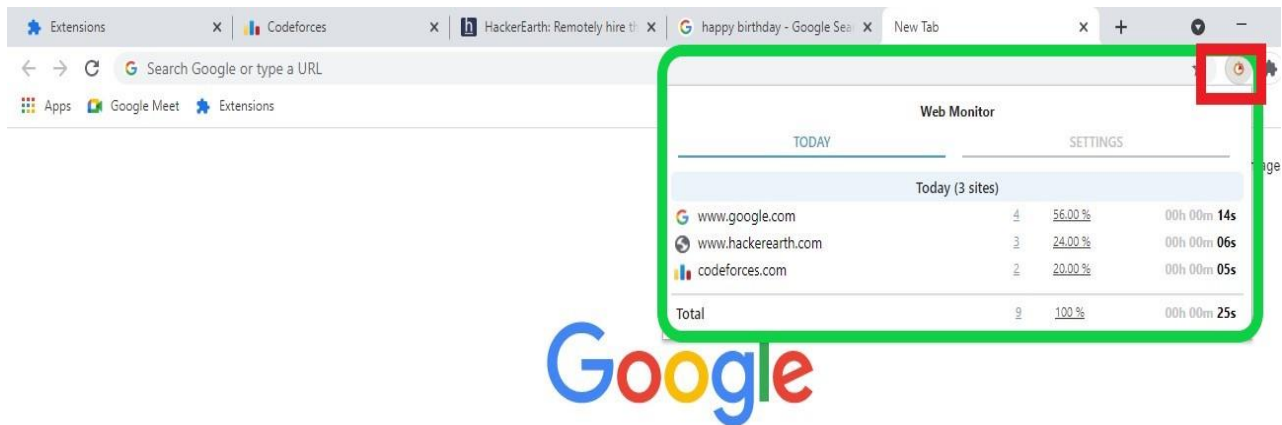 Extensions Codeforces HackerEarth: Remotely hire th happy birthday - Google Sea New Tab
Search Google or type a URL
Apps Google Meet Extensions
Web Monitor
TODAY SETTINGS
Today (3 sites)
www.google.com 4 56.00 % 00h 00m 14s
www.hackerearth.com 3 24.00 % 00h 00m 06s
codeforces.com 2 20.00 % 00h 00m 05s
Total 9 100 % 00h 00m 25s
Google